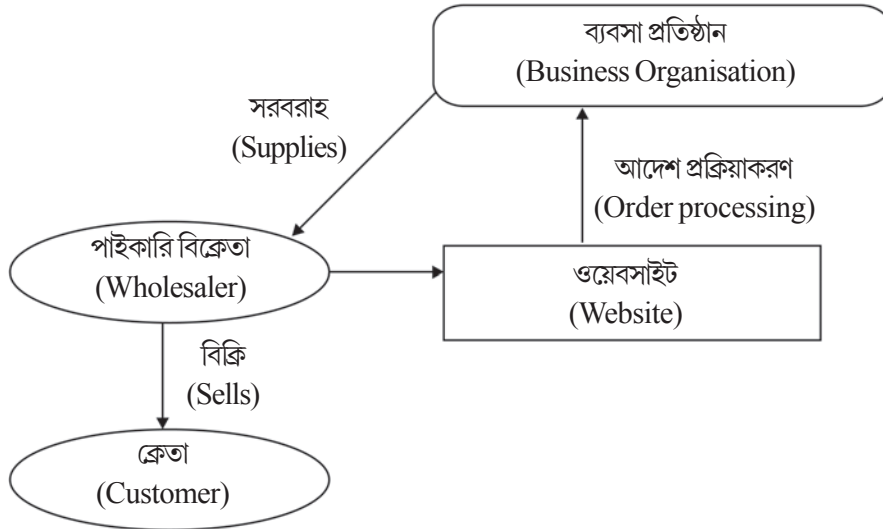 ব্যবসা প্রতিষ্ঠান
(Business Organisation)
সরবরাহ
(Supplies)
আদেশ প্রক্রিয়াকরণ
(Order processing)
পাইকারি বিক্রেতা
(Wholesaler)
ওয়েবসাইট
(Website)
বিক্রি
(Sells)
ক্রেতা
(Customer)